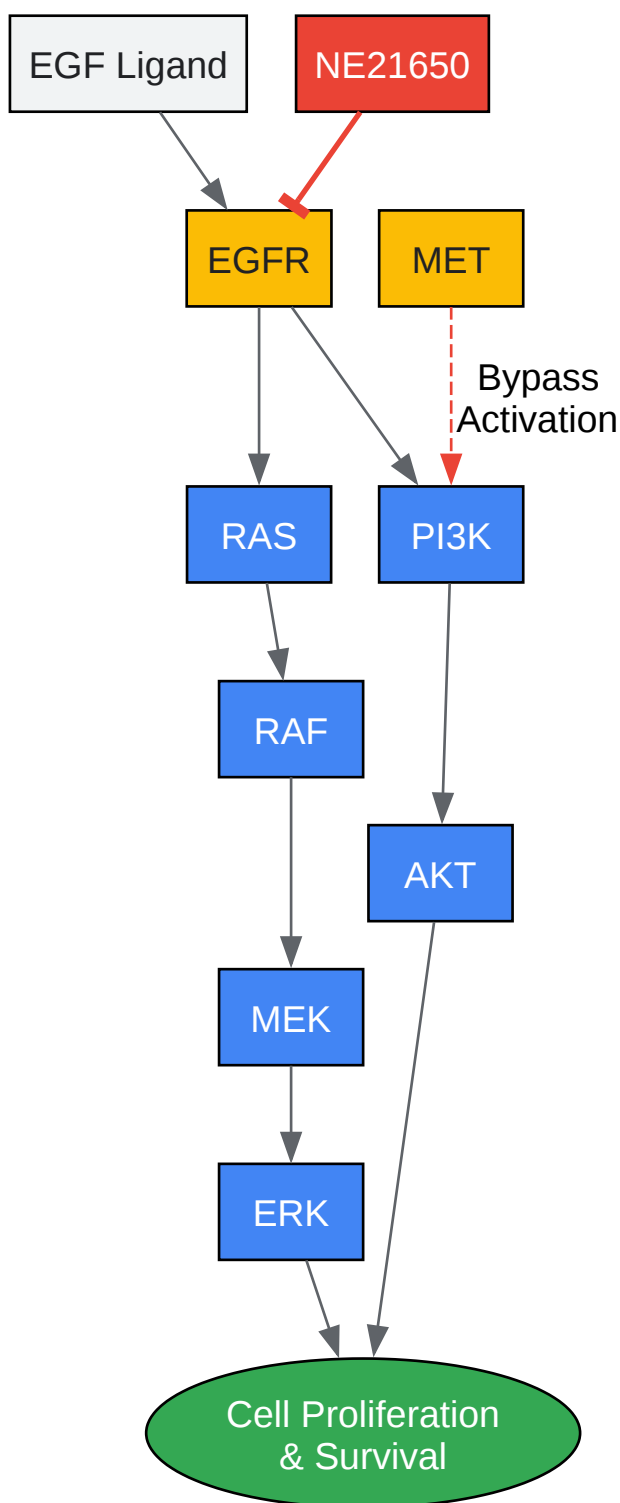 EGF Ligand
NE21650
EGFR
MET
Bypass
Activation
RAS
PI3K
RAF
AKT
MEK
ERK
Cell Proliferation
& Survival